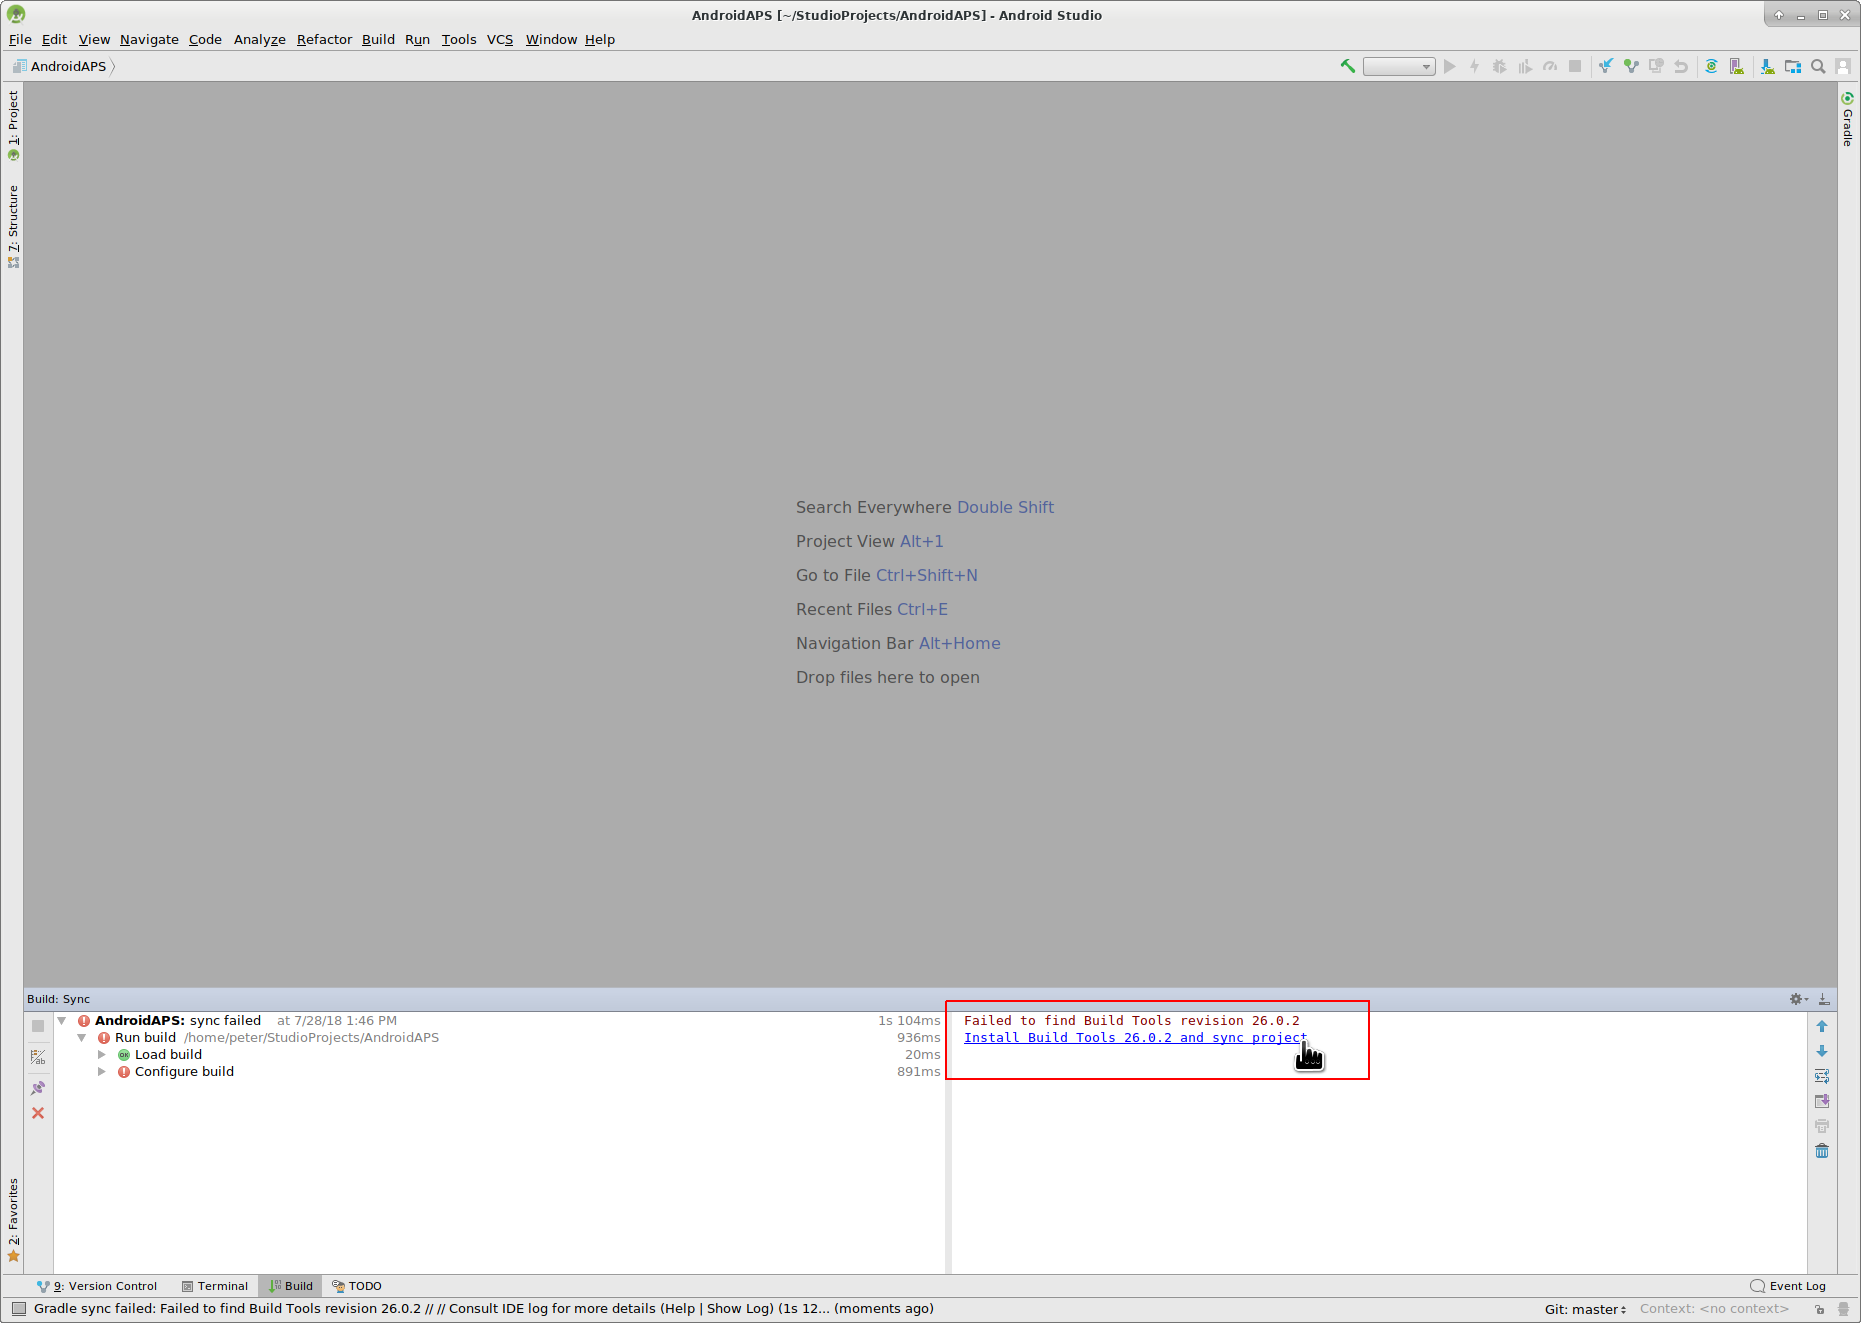 AndroidAPS [~/StudioProjects/AndroidAPS] - Android Studio
File Edit View Navigate Code Analyze Refactor Build Run Tools VCS Window Help
AndroidAPS
1: Project
7: Structure
2: Favorites
Gradle
Search Everywhere Double Shift
Project View Alt+1
Go to File Ctrl+Shift+N
Recent Files Ctrl+E
Navigation Bar Alt+Home
Drop files here to open
Build: Sync
AndroidAPS: sync failed at 7/28/18 1:46 PM 1s 104ms
Run build /home/peter/StudioProjects/AndroidAPS 936ms
Load build 20ms
Configure build 891ms
Failed to find Build Tools revision 26.0.2
Install Build Tools 26.0.2 and sync project
9: Version Control Terminal Build TODO Event Log
Gradle sync failed: Failed to find Build Tools revision 26.0.2 // // Consult IDE log for more details (Help | Show Log) (1s 12... (moments ago) Git: master Context: <no context>